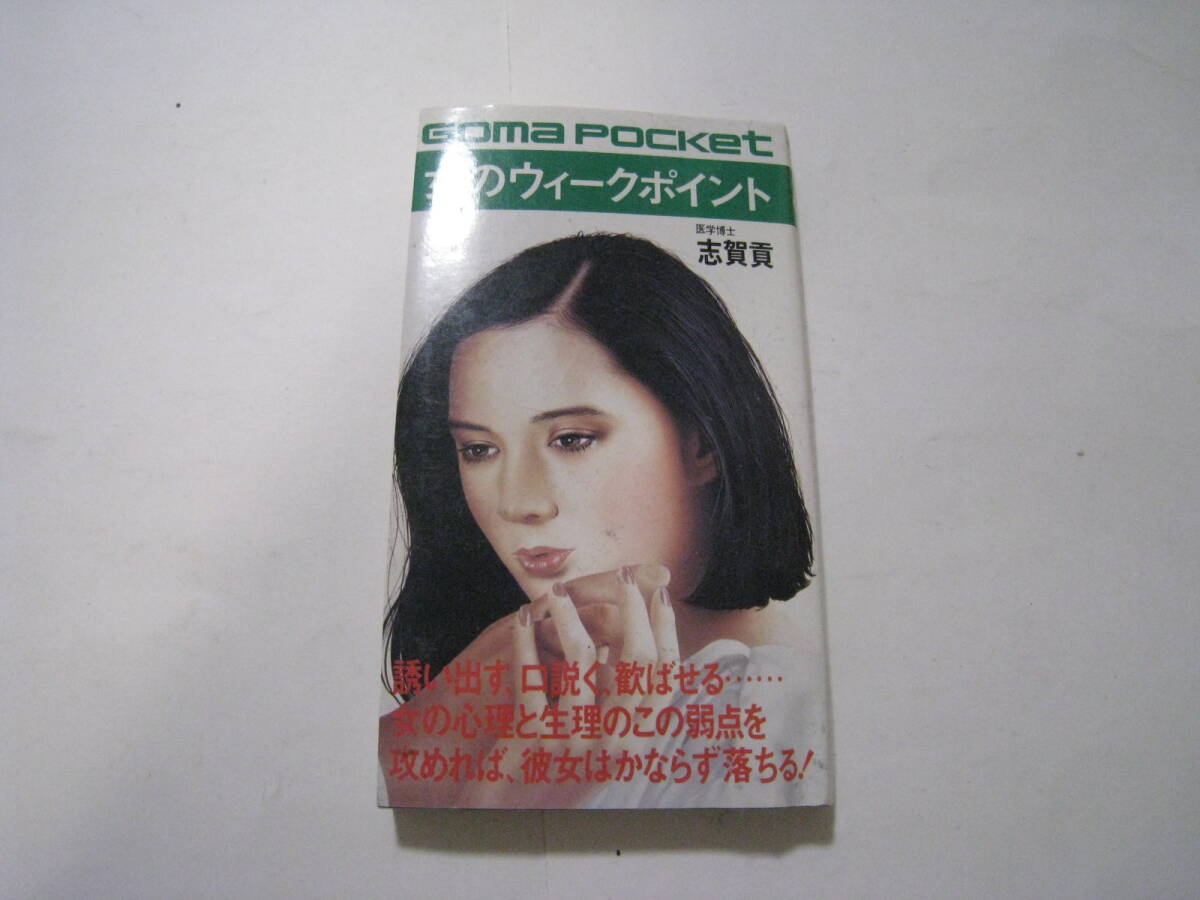 Goma POCKet
女のウィークポイント
医学博士
志賀貢
誘い出す、口説く、歓ばせる……
女の心理と生理のこの弱点を
攻めれば、彼女はかならず落ちる!